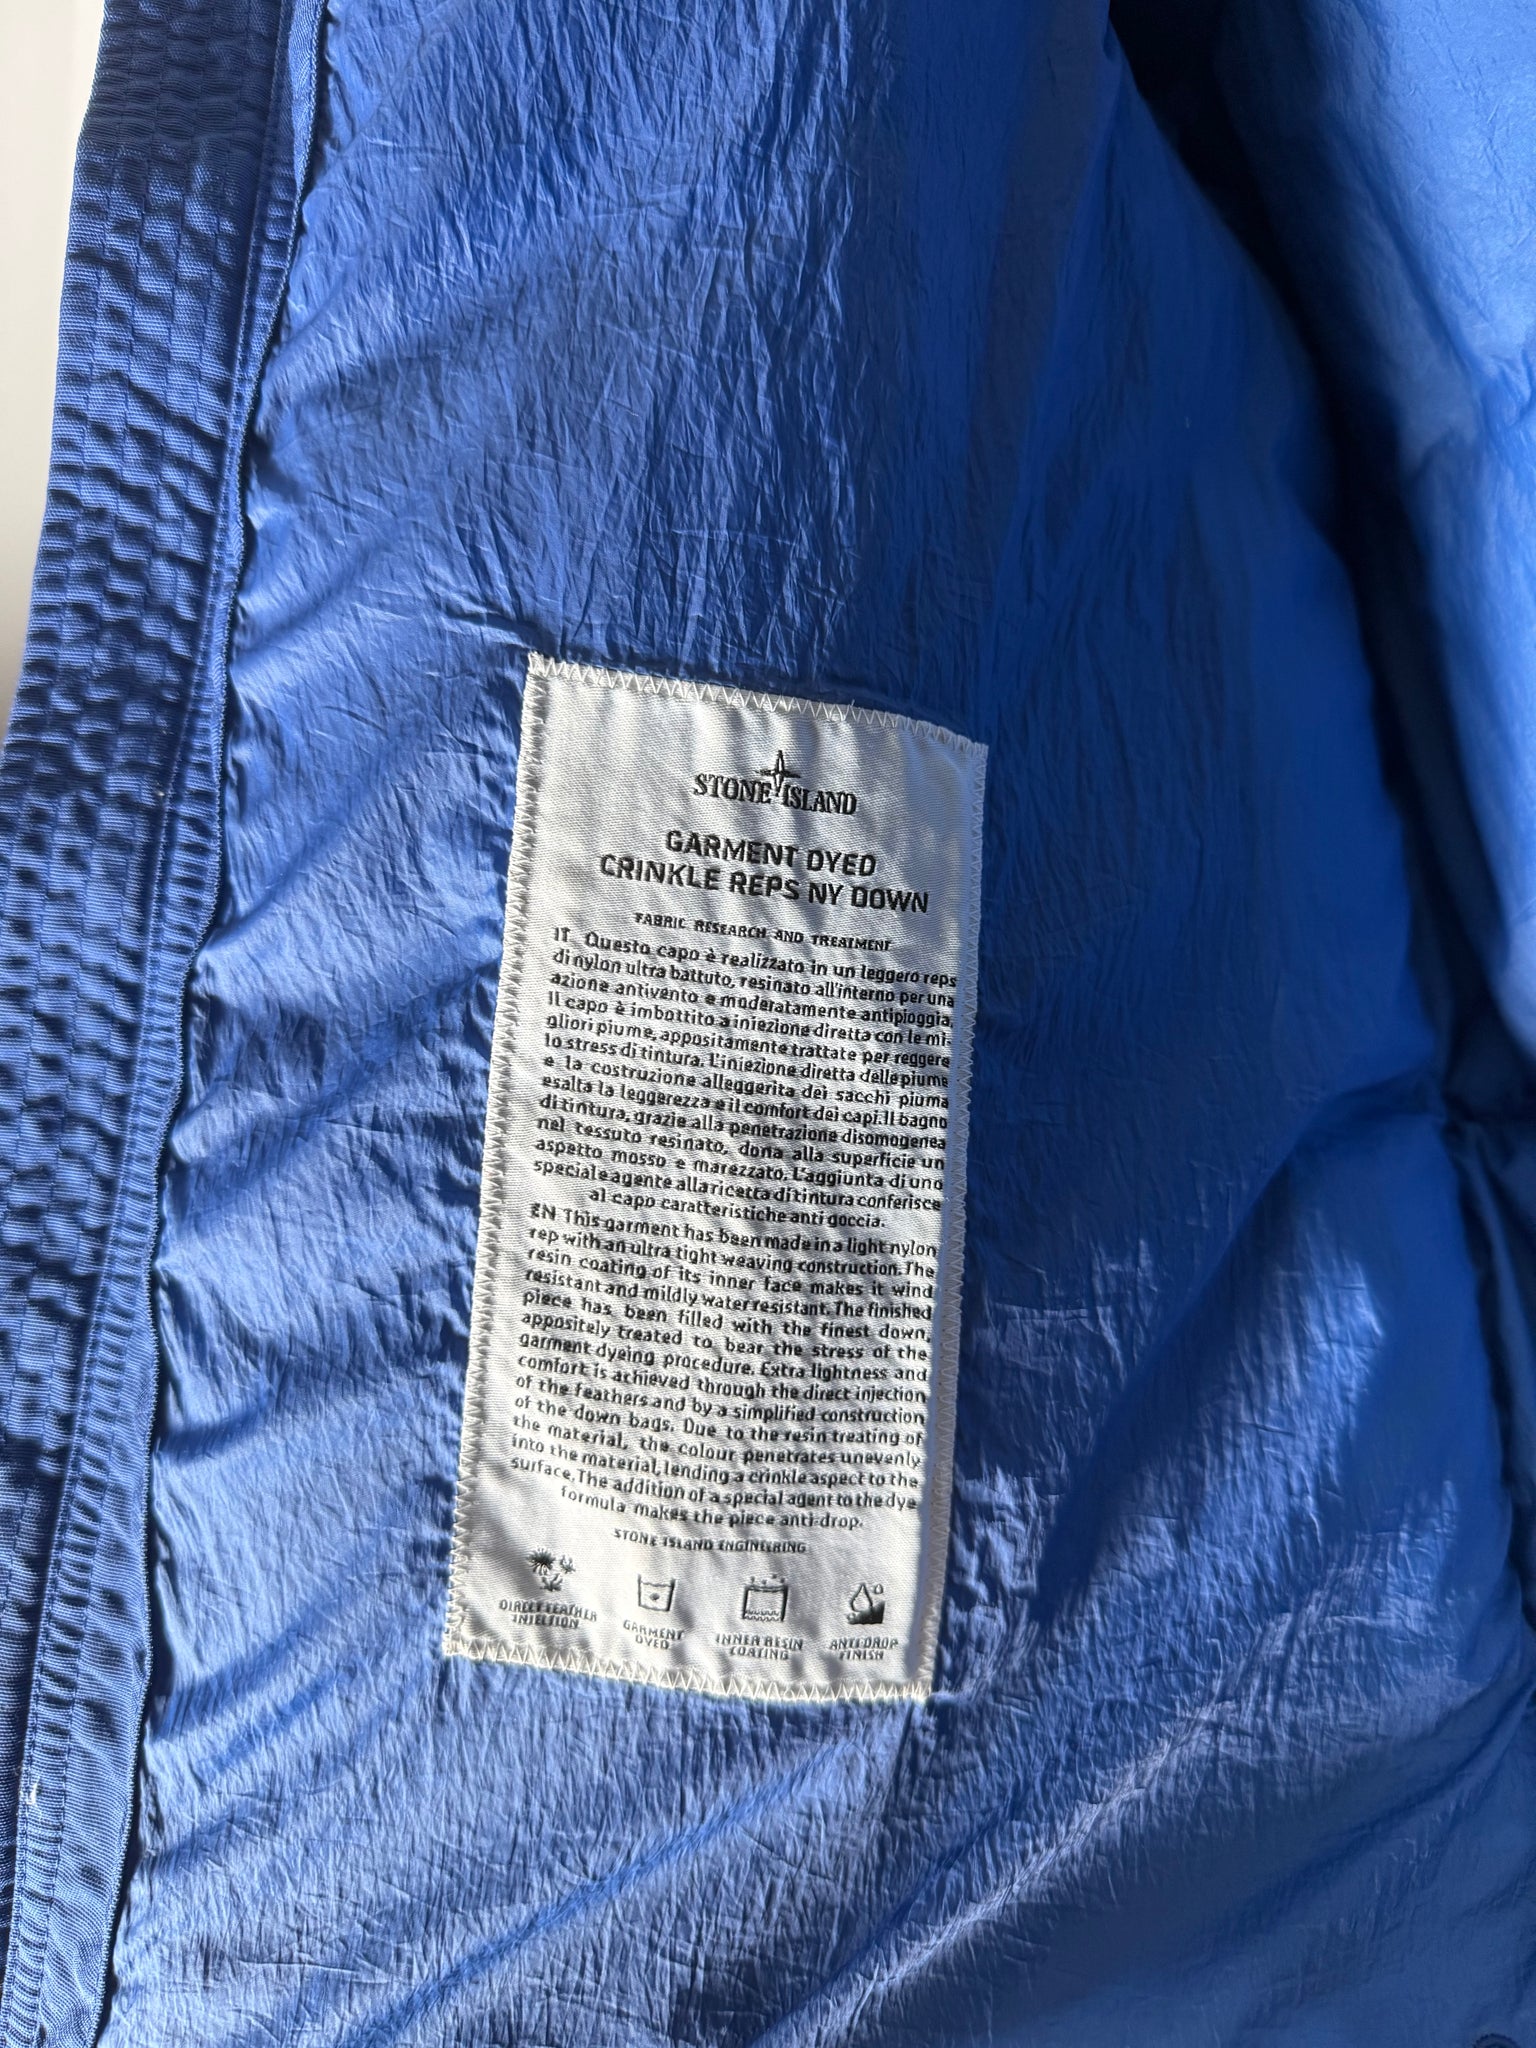 STONE ISLAND
GARMENT DYED
CRINKLE REPS NY DOWN
FABRIC RESEARCH AND TREATMENT
IT Questo capo è realizzato in un leggero reps
di nylon ultra battuto, resinato all'interno per una
azione antivento e moderatamente antipioggia.
Il capo è imbottito a iniezione diretta con le mi-
gliori piume, appositamente trattate per reggere
lo stress di tintura. L'iniezione diretta delle piume
e la costruzione alleggerita dei sacchi piuma
esalta la leggerezza e il comfort dei capi. Il bagno
di tintura, grazie alla penetrazione disomogenea
nel tessuto resinato, dona alla superficie un
aspetto mosso e marezzato. L'aggiunta di uno
speciale agente alla ricetta di tintura conferisce
al capo caratteristiche anti goccia.
EN This garment has been made in a light nylon
rep with an ultra tight weaving construction. The
resin coating of its inner face makes it wind
resistant and mildly water resistant. The finished
piece has been filled with the finest down,
appositely treated to bear the stress of the
garment dyeing procedure. Extra lightness and
comfort is achieved through the direct injection
of the feathers and by a simplified construction
of the down bags. Due to the resin treating of
the material, the colour penetrates unevenly
into the material, lending a crinkle aspect to the
surface. The addition of a special agent to the dye
formula makes the piece anti-drop.
STONE ISLAND ENGINEERING
DIRECT FEATHER
INJECTION
GARMENT
DYED
INNER RESIN
COATING
ANTI DROP
FINISH